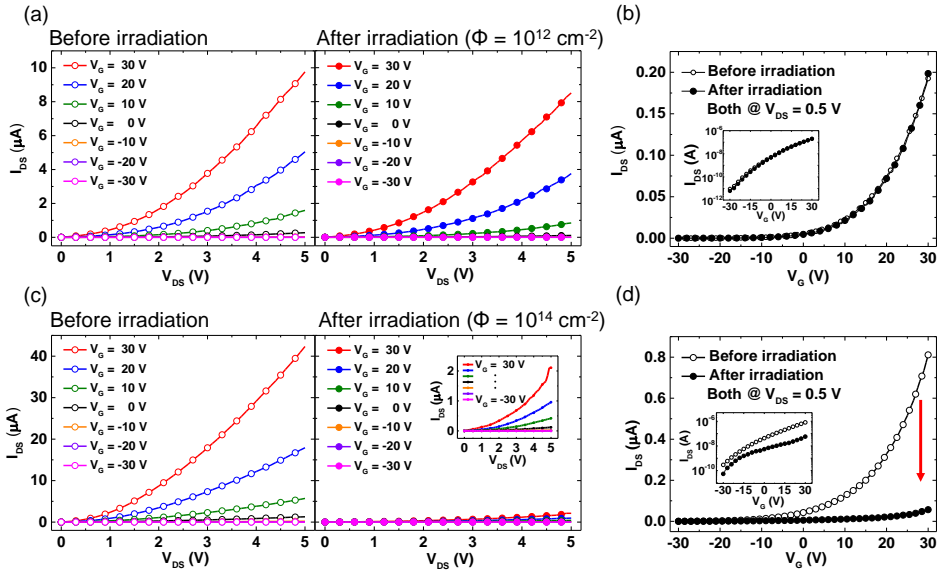 (a)
Before irradiation
After irradiation (Φ = 10¹² cm⁻²)
V_G = 30 V
V_G = 20 V
V_G = 10 V
V_G = 0 V
V_G = -10 V
V_G = -20 V
V_G = -30 V
V_G = 30 V
V_G = 20 V
V_G = 10 V
V_G = 0 V
V_G = -10 V
V_G = -20 V
V_G = -30 V
I_DS (µA)
10
8
6
4
2
0
0 1 2 3 4 5
0 1 2 3 4 5
V_DS (V)
V_DS (V)
(b)
Before irradiation
After irradiation
Both @ V_DS = 0.5 V
I_DS (µA)
0.20
0.15
0.10
0.05
0.00
I_DS (A)
10⁻⁶
10⁻⁸
10⁻¹⁰
10⁻¹²
-30 -15 0 15 30
V_G (V)
-30 -20 -10 0 10 20 30
V_G (V)
(c)
Before irradiation
After irradiation (Φ = 10¹⁴ cm⁻²)
V_G = 30 V
V_G = 20 V
V_G = 10 V
V_G = 0 V
V_G = -10 V
V_G = -20 V
V_G = -30 V
V_G = 30 V
V_G = 20 V
V_G = 10 V
V_G = 0 V
V_G = -10 V
V_G = -20 V
V_G = -30 V
I_DS (µA)
40
30
20
10
0
V_G = 30 V
V_G = -30 V
I_DS (µA)
2
1
0
0 1 2 3 4 5
V_DS (V)
0 1 2 3 4 5
0 1 2 3 4 5
V_DS (V)
V_DS (V)
(d)
Before irradiation
After irradiation
Both @ V_DS = 0.5 V
I_DS (µA)
0.8
0.6
0.4
0.2
0.0
I_DS (A)
10⁻⁶
10⁻⁸
10⁻¹⁰
-30 -15 0 15 30
V_G (V)
-30 -20 -10 0 10 20 30
V_G (V)